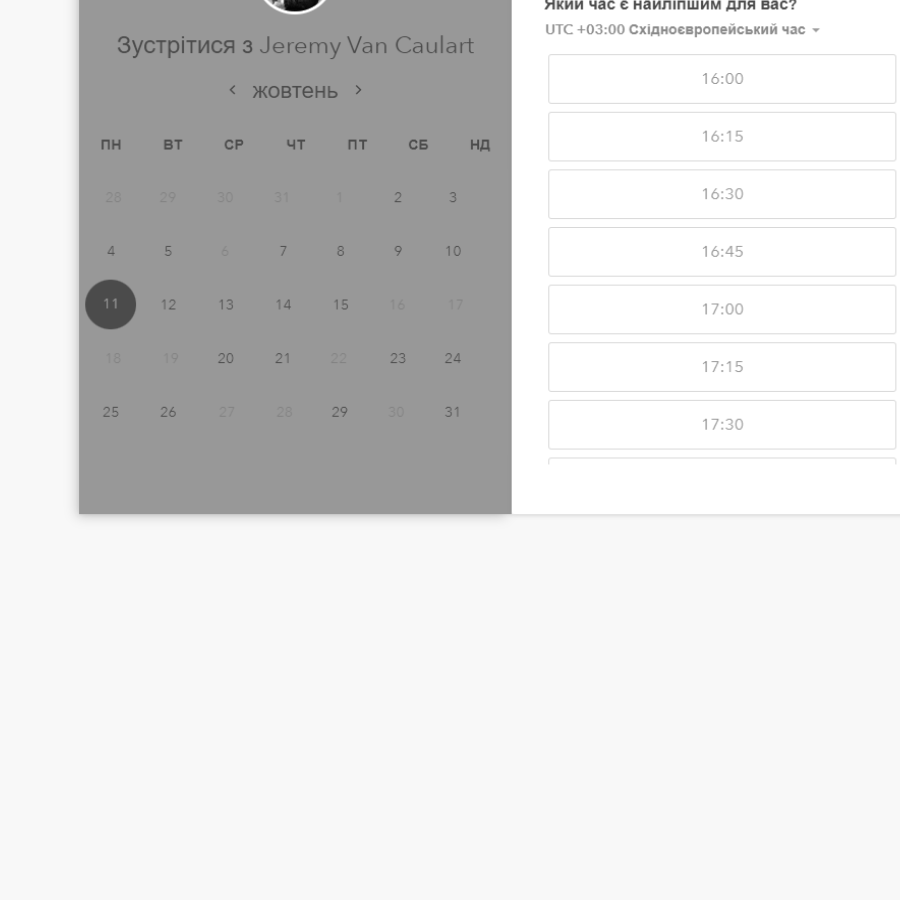 Зустрітися з Jeremy Van Caulart
жовтень
ПН ВТ СР ЧТ ПТ СБ НД
28 29 30 31 1 2 3
4 5 6 7 8 9 10
11 12 13 14 15 16 17
18 19 20 21 22 23 24
25 26 27 28 29 30 31
Який час є найліпшим для вас?
UTC +03:00 Східноєвропейський час
16:00
16:15
16:30
16:45
17:00
17:15
17:30